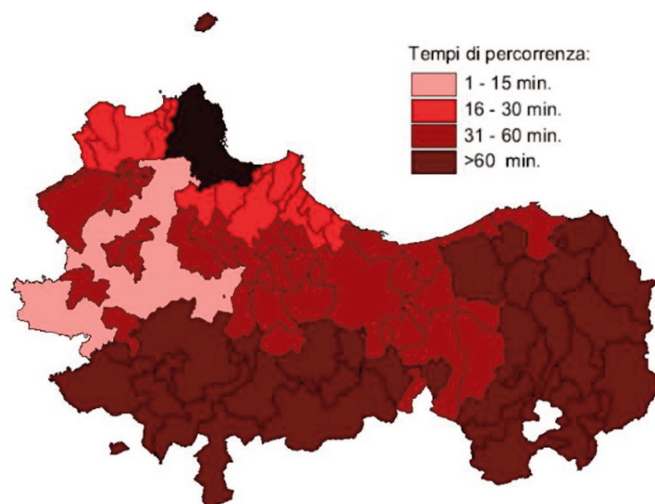 Tempi di percorrenza:
1 - 15 min.
16 - 30 min.
31 - 60 min.
>60 min.